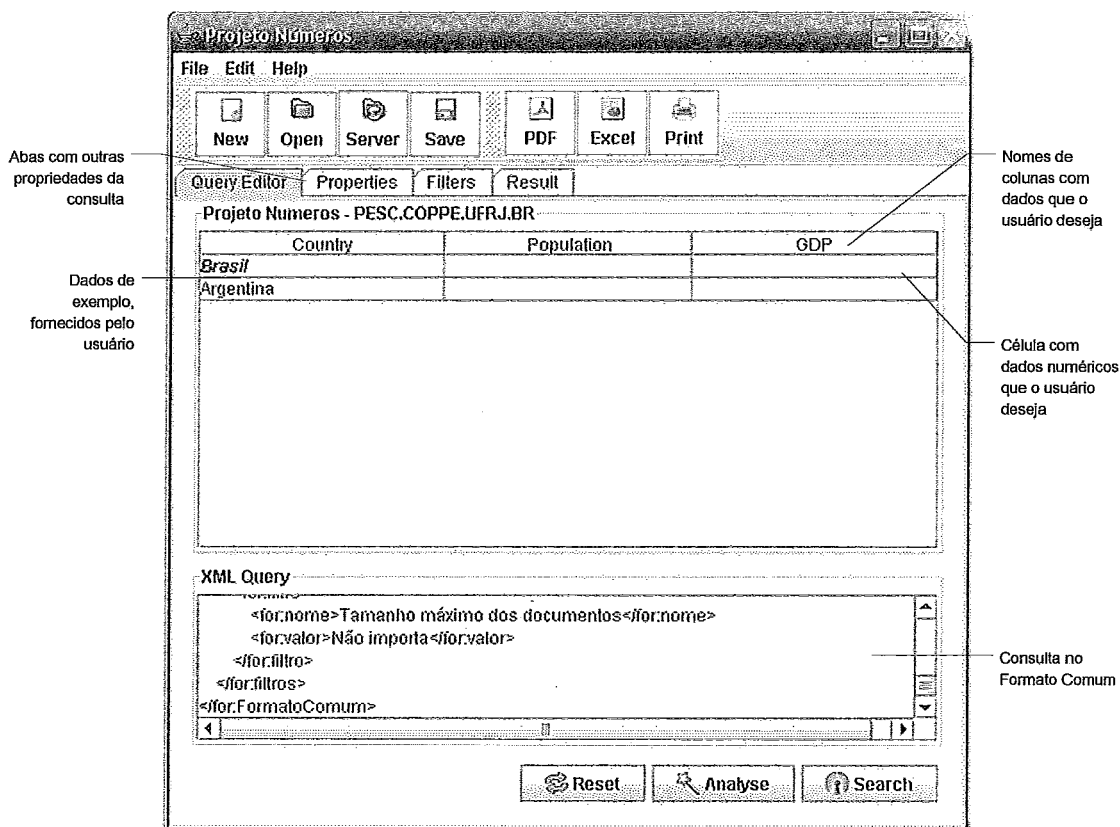 Projeto Numeros
File Edit Help
New Open Server Save PDF Excel Print
Abas com outras
propriedades da
consulta
Query Editor Properties Filters Result
Nomes de
colunas com
dados que o
usuário deseja
Projeto Numeros - PESC.COPPE.UFRJ.BR
Country Population GDP
Brasil
Argentina
Dados de
exemplo,
fornecidos pelo
usuário
Célula com
dados numéricos
que o usuário
deseja
XML Query
<for:nome>Tamanho máximo dos documentos</for:nome>
<for:valor>Não importa</for:valor>
</for:filtro>
</for:filtros>
</for:FormatoComum>
Consulta no
Formato Comum
Reset Analyse Search